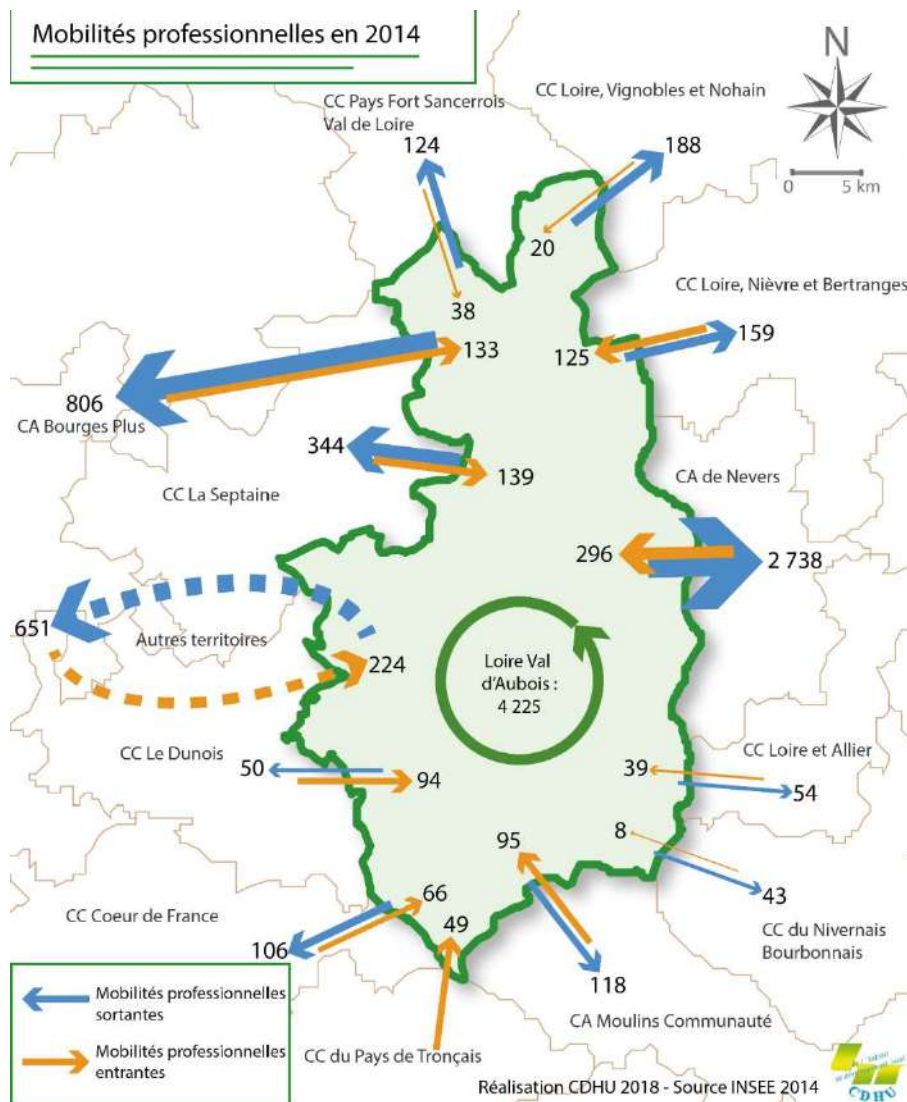 Mobilités professionnelles en 2014
N
0 5 km
CC Pays Fort Sancerrois
Val de Loire
124
38
CC Loire, Vignobles et Nohain
188
20
CC Loire, Nièvre et Bertranges
159
125
133
806
CA Bourges Plus
344
139
CC La Septaine
CA de Nevers
296
2 738
651
Autres territoires
224
Loire Val
d'Aubois :
4 225
CC Le Dunois
50
94
CC Loire et Allier
39
54
8
43
CC du Nivernais
Bourbonnais
95
118
CA Moulins Communauté
66
CC Coeur de France
106
49
CC du Pays de Tronçais
Mobilités professionnelles
sortantes
Mobilités professionnelles
entrantes
Réalisation CDHU 2018 - Source INSEE 2014
CDHU